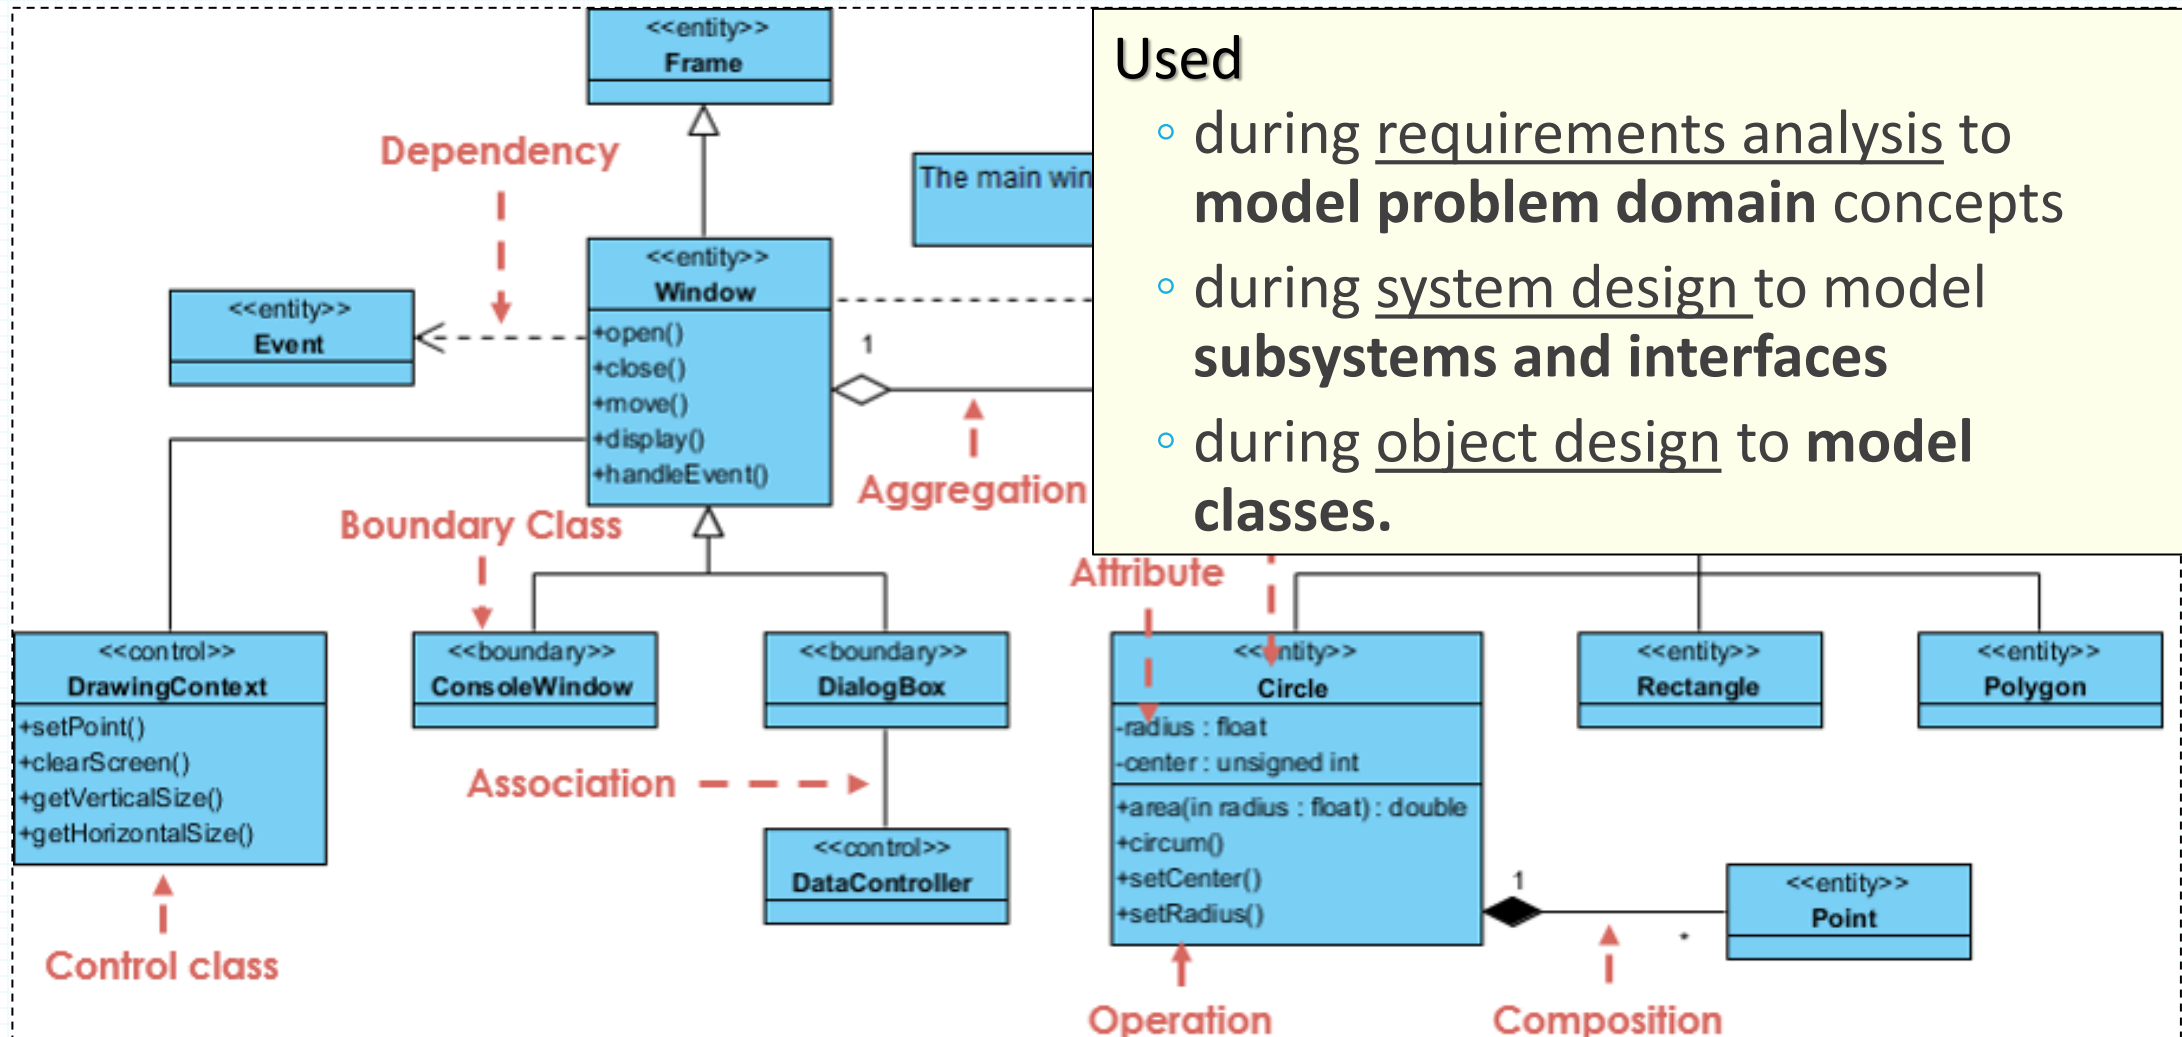 <<entity>>
Frame
Used
◦ during requirements analysis to
model problem domain concepts
◦ during system design to model
subsystems and interfaces
◦ during object design to model
classes.
Dependency
The main win
<<entity>>
Window
+open()
+close()
+move()
+display()
+handleEvent()
<<entity>>
Event
1
Aggregation
Boundary Class
Attribute
<<control>>
DrawingContext
+setPoint()
+clearScreen()
+getVerticalSize()
+getHorizontalSize()
<<boundary>>
ConsoleWindow
<<boundary>>
DialogBox
<<entity>>
Circle
-radius : float
-center : unsigned int
+area(in radius : float) : double
+circum()
+setCenter()
+setRadius()
<<entity>>
Rectangle
<<entity>>
Polygon
Association
<<control>>
DataController
1
*
<<entity>>
Point
Control class
Operation
Composition